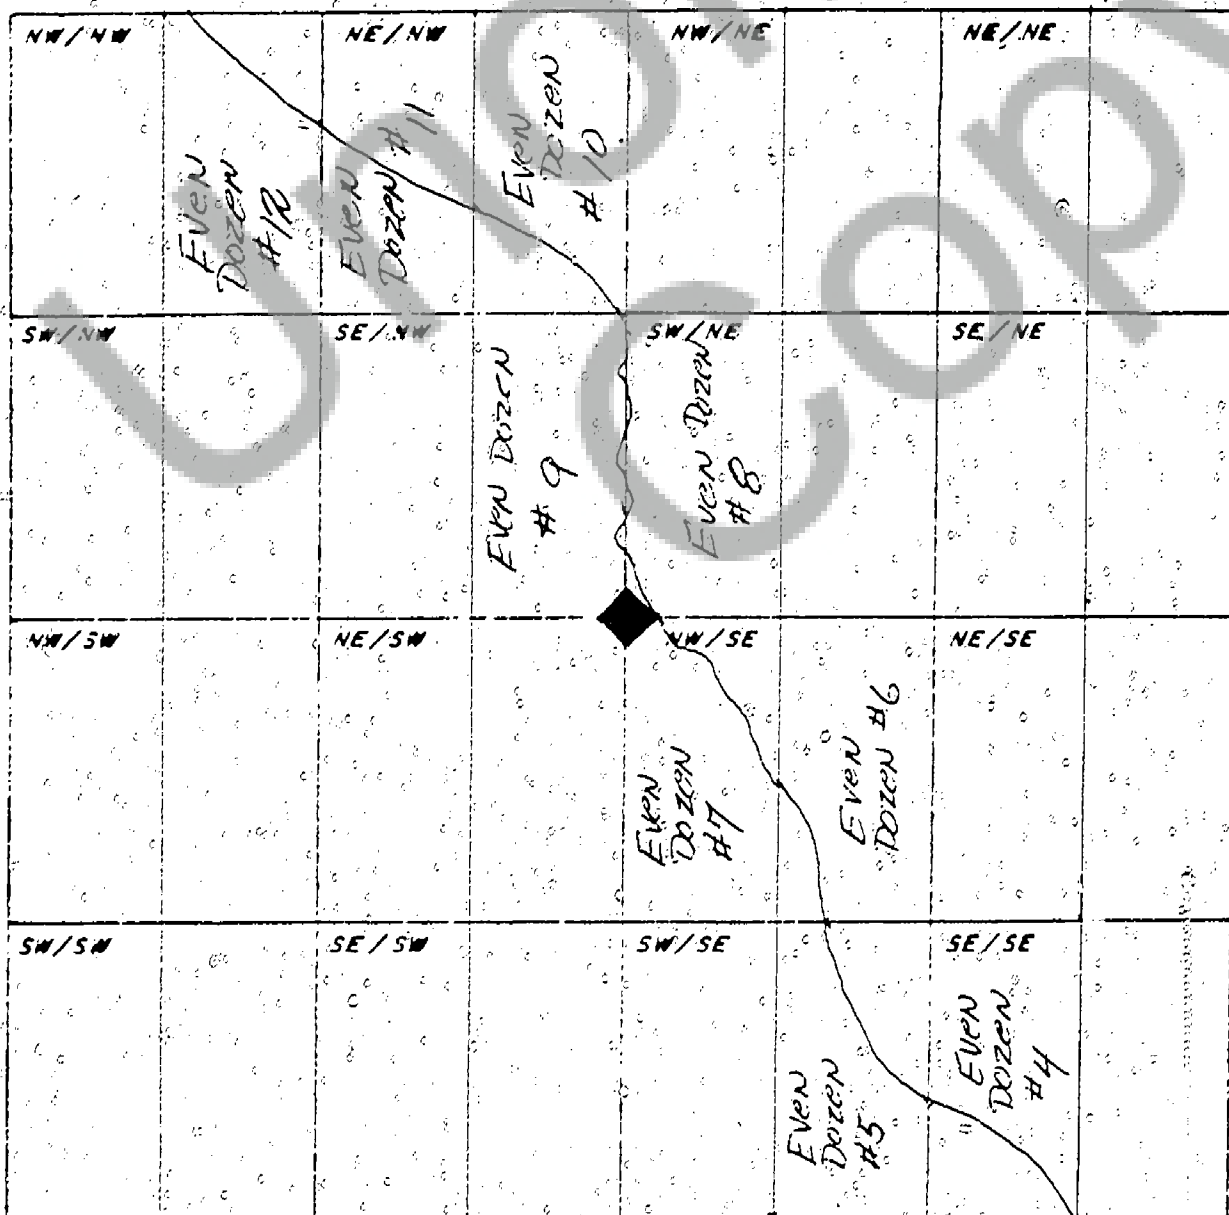 NW/NW
NE/NW
NW/NE
NE/NE
Even
Dozen
#12
Even
Dozen #11
Even
Dozen
#10
SW/NW
SE/NW
SW/NE
SE/NE
Even Dozen
#9
Even Dozen
#8
NW/SW
NE/SW
NW/SE
NE/SE
Even
Dozen
#7
Even
Dozen #6
SW/SW
SE/SW
SW/SE
SE/SE
Even
Dozen
#5
Even
Dozen
#4